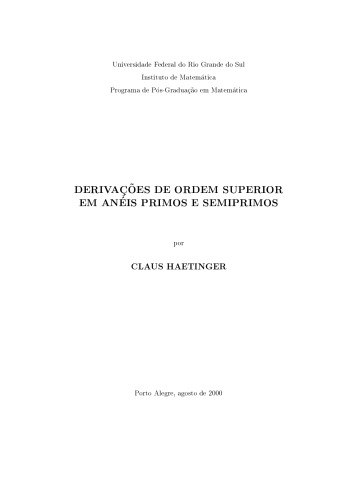 Universidade Federal do Rio Grande do Sul
Instituto de Matemática
Programa de Pós-Graduação em Matemática
DERIVAÇÕES DE ORDEM SUPERIOR
EM ANÉIS PRIMOS E SEMIPRIMOS
por
CLAUS HAETINGER
Porto Alegre, agosto de 2000